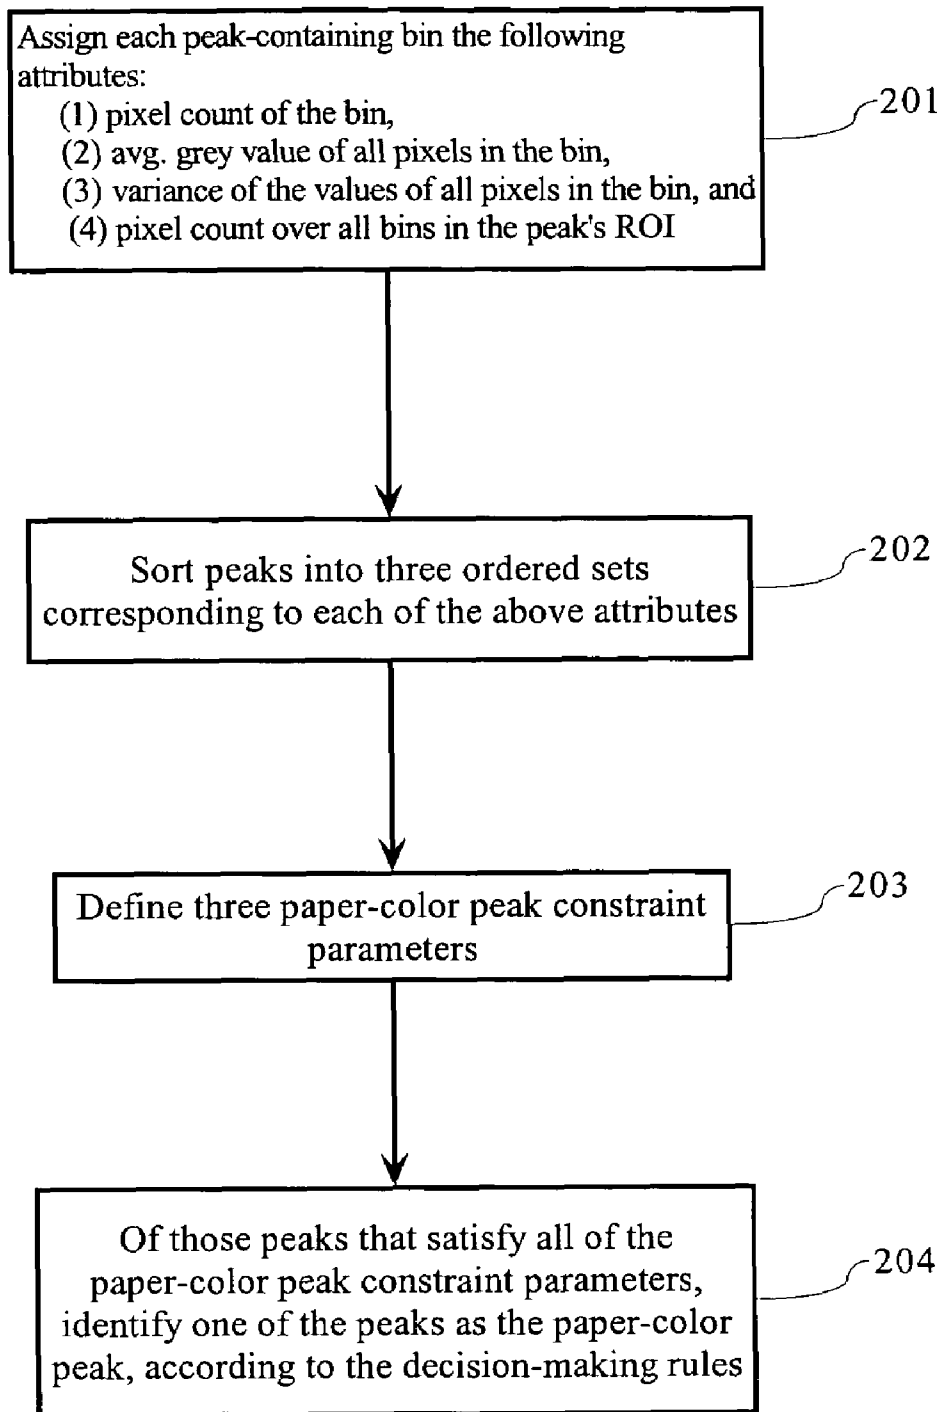 Assign each peak-containing bin the following
attributes:
(1) pixel count of the bin,
(2) avg. grey value of all pixels in the bin,
(3) variance of the values of all pixels in the bin, and
(4) pixel count over all bins in the peak's ROI
201
Sort peaks into three ordered sets
corresponding to each of the above attributes
202
Define three paper-color peak constraint
parameters
203
Of those peaks that satisfy all of the
paper-color peak constraint parameters,
identify one of the peaks as the paper-color
peak, according to the decision-making rules
204